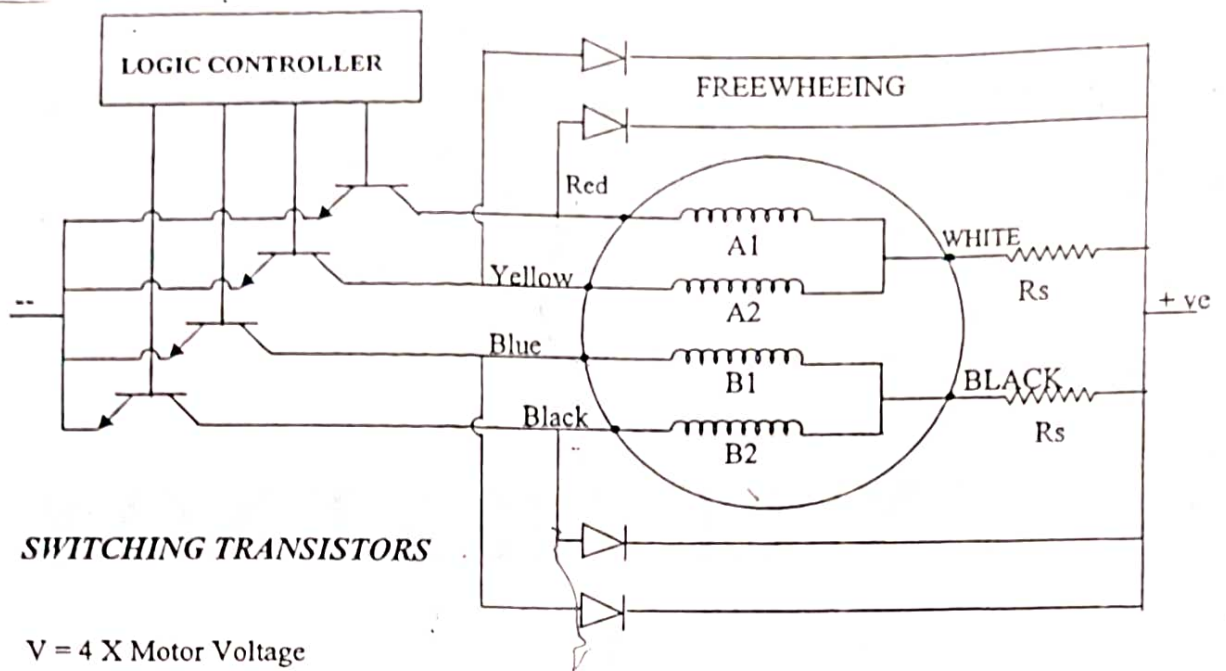 LOGIC CONTROLLER
FREEWHEEING
Red
A1
WHITE
Rs
Yellow
A2
--
+ ve
Blue
B1
BLACK
Rs
Black
B2
SWITCHING TRANSISTORS
V = 4 X Motor Voltage